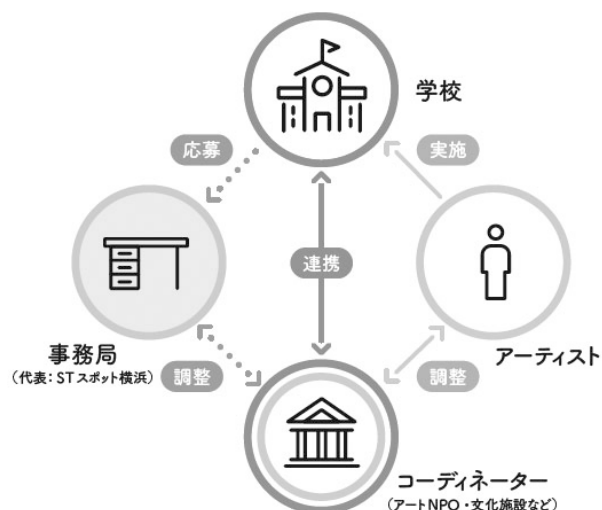 学校
応募
実施
連携
事務局
(代表:STスポット横浜)
アーティスト
調整
調整
コーディネーター
(アートNPO・文化施設など)